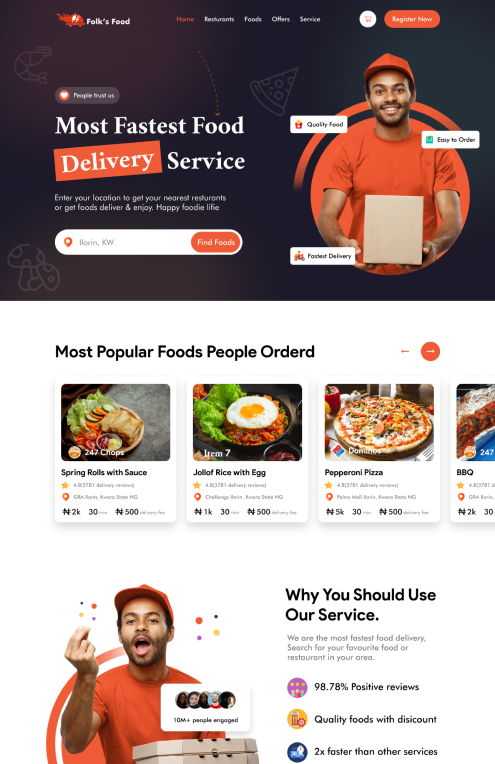 Folk's Food
Home Resturants Foods Offers Service
Register Now
People trust us
Most Fastest Food
Delivery Service
Enter your location to get your nearest resturants
or get foods deliver & enjoy. Happy foodie lifie
Ilorin, KW
Find Foods
Quality Food
Easy to Order
Fastest Delivery
Most Popular Foods People Orderd
247 Chops
Spring Rolls with Sauce
4.8(3781 delivery reviews)
GRA Ilorin, Kwara State NG
₦ 2k 30 min ₦ 500 delivery fee
Item 7
Jollof Rice with Egg
4.8(3781 delivery reviews)
Challenge Ilorin, Kwara State NG
₦ 1k 30 min ₦ 500 delivery fee
Dominos
Pepperoni Pizza
4.8(3781 delivery reviews)
Palms Mall Ilorin, Kwara State NG
₦ 5k 30 min ₦ 500 delivery fee
247
BBQ
4.8(3781 d
GRA Ilorin,
₦ 2k 30
Why You Should Use
Our Service.
We are the most fastest food delivery,
Search for your favourite food or
restaurant in your area.
98.78% Positive reviews
Quality foods with disicount
2x faster than other services
10M+ people engaged